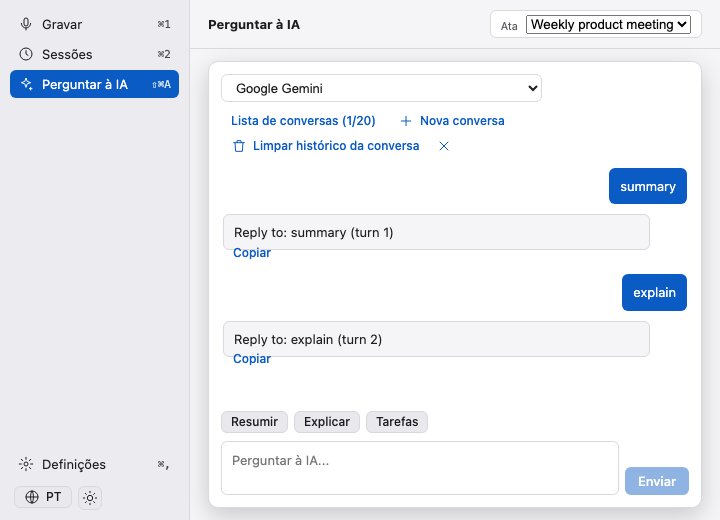 Gravar ⌘1
Sessões ⌘2
Perguntar à IA ⇧⌘A
Definições ⌘,
PT
Perguntar à IA
Ata Weekly product meeting
Google Gemini
Lista de conversas (1/20) + Nova conversa
Limpar histórico da conversa
summary
Reply to: summary (turn 1)
Copiar
explain
Reply to: explain (turn 2)
Copiar
Resumir Explicar Tarefas
Perguntar à IA...
Enviar